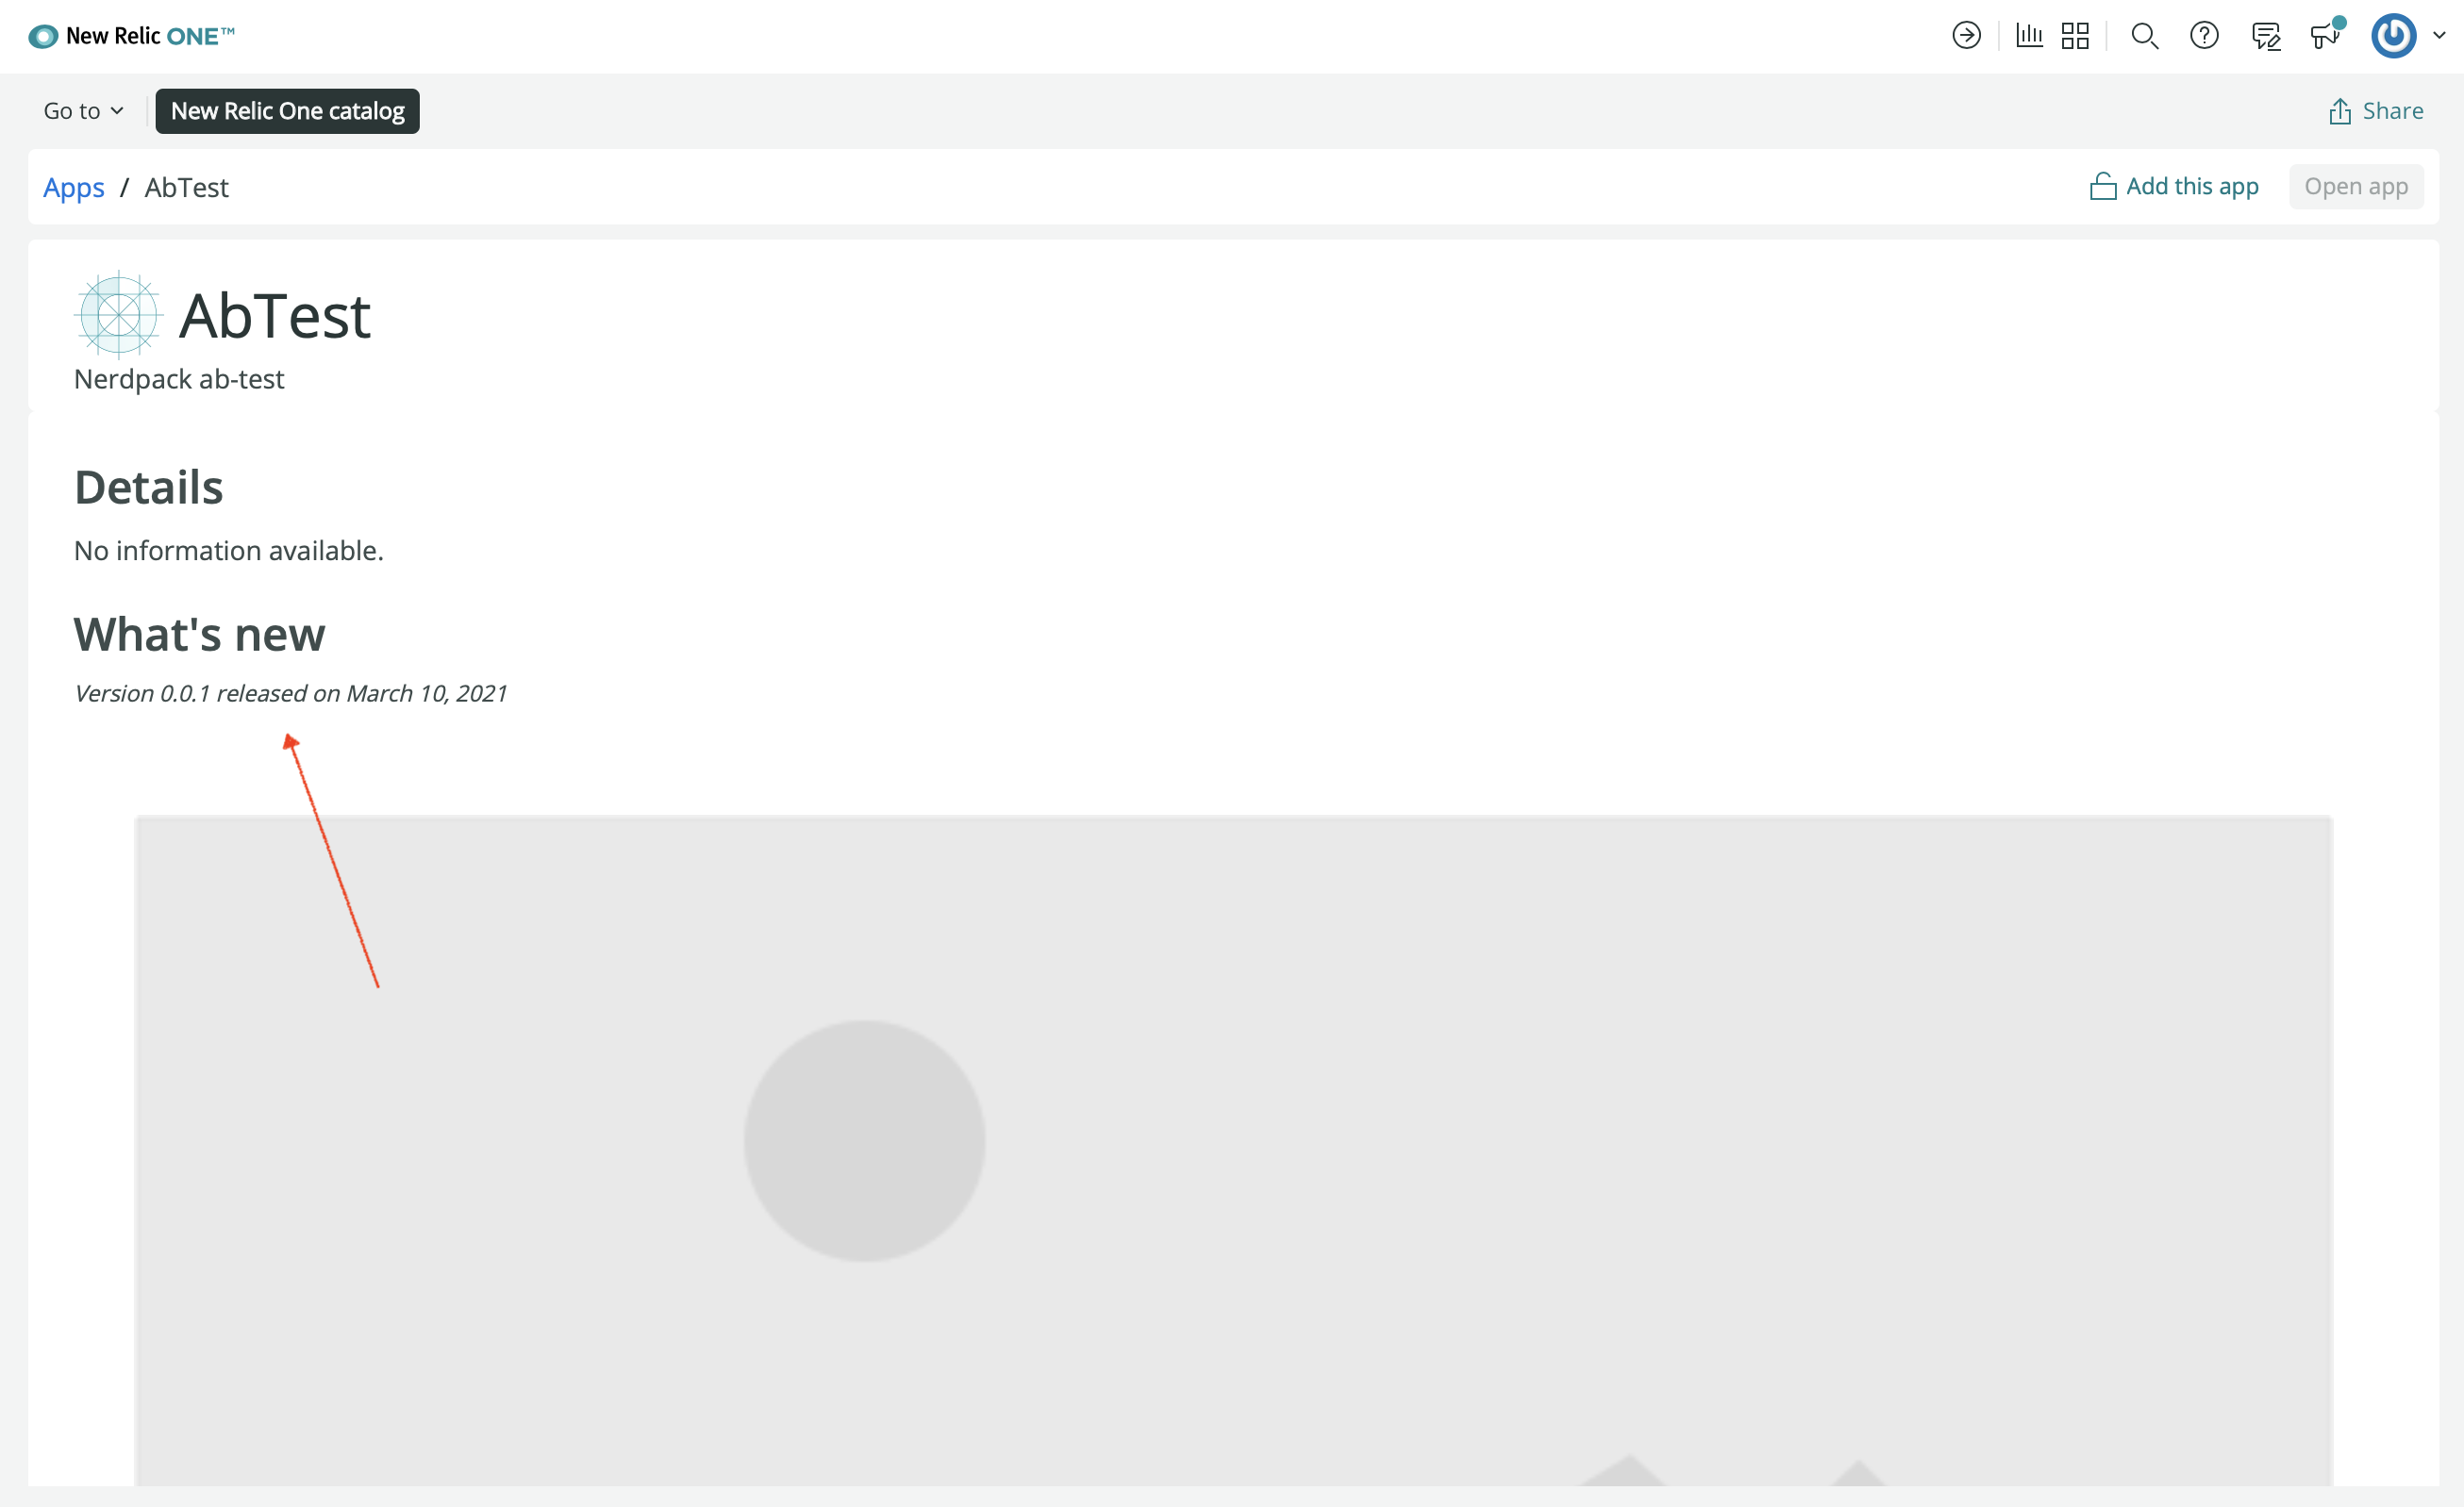 New Relic ONE™
Go to
New Relic One catalog
Share
Apps / AbTest
Add this app
Open app
AbTest
Nerdpack ab-test
Details
No information available.
What's new
Version 0.0.1 released on March 10, 2021